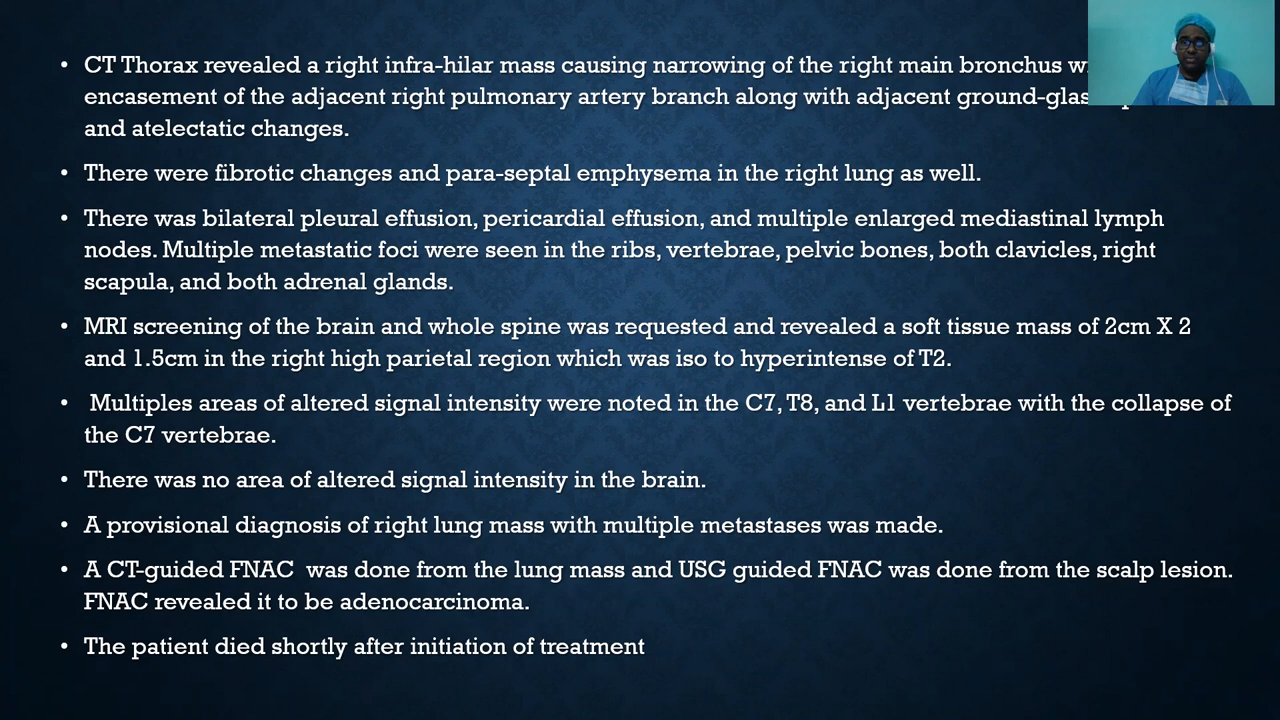 • CT Thorax revealed a right infra-hilar mass causing narrowing of the right main bronchus
encasement of the adjacent right pulmonary artery branch along with adjacent
and atelectatic changes.
• There were fibrotic changes and para-septal emphysema in the right lung as well.
• There was bilateral pleural effusion, pericardial effusion, and multiple enlarged mediastinal lymph
nodes. Multiple metastatic foci were seen in the ribs, vertebrae, pelvic bones, both clavicles, right
scapula, and both adrenal glands.
• MRI screening of the brain and whole spine was requested and revealed a soft tissue mass of 2cm X 2
and 1.5cm in the right high parietal region which was iso to hyperintense of T2.
• Multiples areas of altered signal intensity were noted in the C7, T8, and L1 vertebrae with the collapse of
the C7 vertebrae.
• There was no area of altered signal intensity in the brain.
• A provisional diagnosis of right lung mass with multiple metastases was made.
• A CT-guided FNAC was done from the lung mass and USG guided FNAC was done from the scalp lesion.
FNAC revealed it to be adenocarcinoma.
• The patient died shortly after initiation of treatment